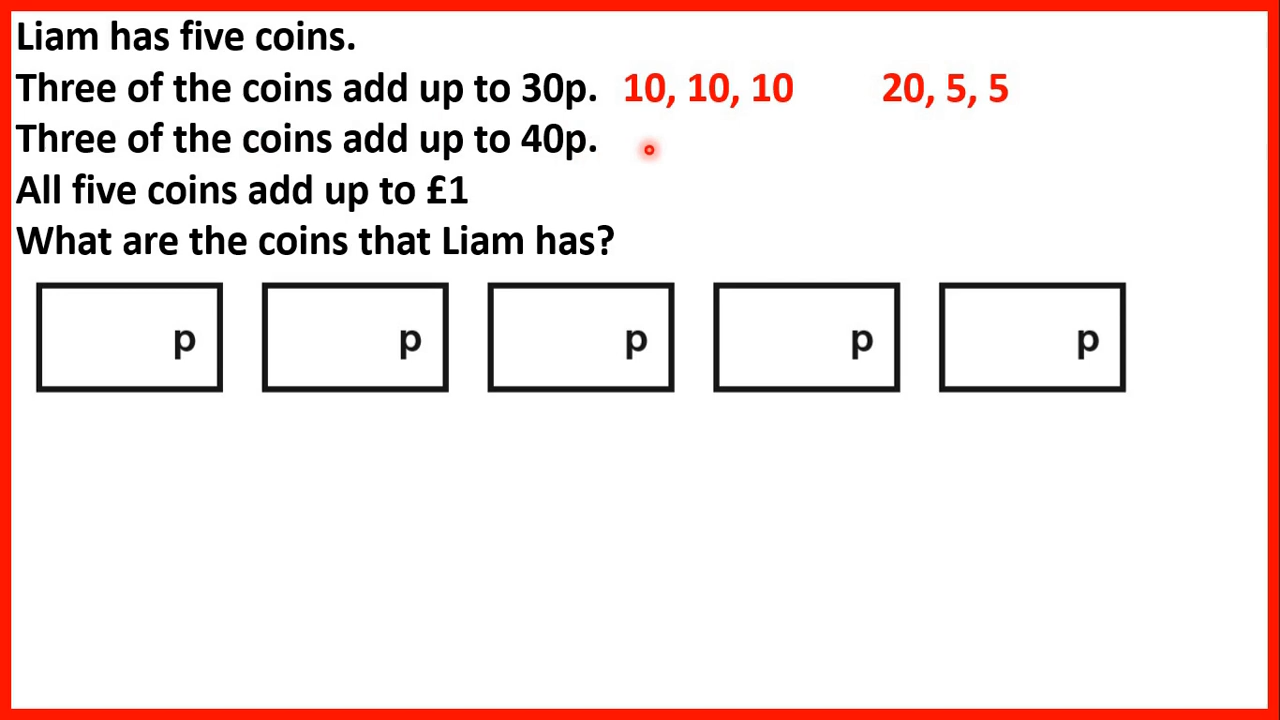 Liam has five coins.
Three of the coins add up to 30p. 10, 10, 10 20, 5, 5
Three of the coins add up to 40p.
All five coins add up to £1
What are the coins that Liam has?
p p p p p